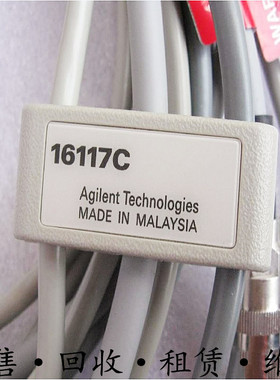 16117C
Agilent Technologies
MADE IN MALAYSIA
售·回收·租赁·维